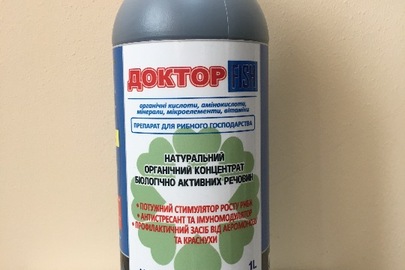 ДОКТОР FISH
органічні кислоти, амінокислоти,
мінерали, мікроелементи, вітаміни
ПРЕПАРАТ ДЛЯ РИБНОГО ГОСПОДАРСТВА
НАТУРАЛЬНИЙ
ОРГАНІЧНИЙ КОНЦЕНТРАТ
БІОЛОГІЧНО АКТИВНИХ РЕЧОВИН
• ПОТУЖНИЙ СТИМУЛЯТОР РОСТУ РИБИ
• АНТИСТРЕСАНТ ТА ІМУНОМОДУЛЯТОР
• ПРОФІЛАКТИЧНИЙ ЗАСІБ ВІД АЕРОМОНОЗУ
ТА КРАСНУХИ
1L